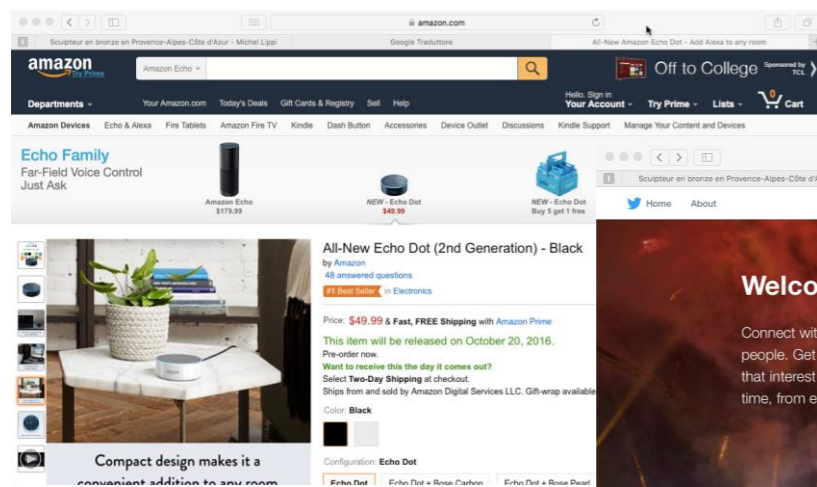 amazon.com
Sculpteur en bronze en Provence-Alpes-Côte d'Azur - Michel Lippi
Google Traduttore
All-New Amazon Echo Dot - Add Alexa to any room
amazon
Try Prime
Amazon Echo
Off to College
Sponsored by
TCL
Departments
Your Amazon.com Today's Deals Gift Cards & Registry Sell Help
Hello. Sign in
Your Account
Try Prime
Lists
0
Cart
Amazon Devices Echo & Alexa Fire Tablets Amazon Fire TV Kindle Dash Button Accessories Device Outlet Discussions Kindle Support Manage Your Content and Devices
Echo Family
Far-Field Voice Control
Just Ask
Amazon Echo
$179.99
NEW - Echo Dot
$49.99
NEW - Echo Dot
Buy 5 get 1 free
Sculpteur en bronze en Provence-Alpes-Côte d'A
Home About
All-New Echo Dot (2nd Generation) - Black
by Amazon
48 answered questions
#1 Best Seller in Electronics
Price: $49.99 & Fast, FREE Shipping with Amazon Prime
This item will be released on October 20, 2016.
Pre-order now.
Want to receive this the day it comes out?
Select Two-Day Shipping at checkout.
Ships from and sold by Amazon Digital Services LLC. Gift-wrap available
Color: Black
Configuration: Echo Dot
Echo Dot Echo Dot + Bose Carbon Echo Dot + Bose Pearl
Compact design makes it a
convenient addition to any room
Welco
Connect wit
people. Get
that interest
time, from e